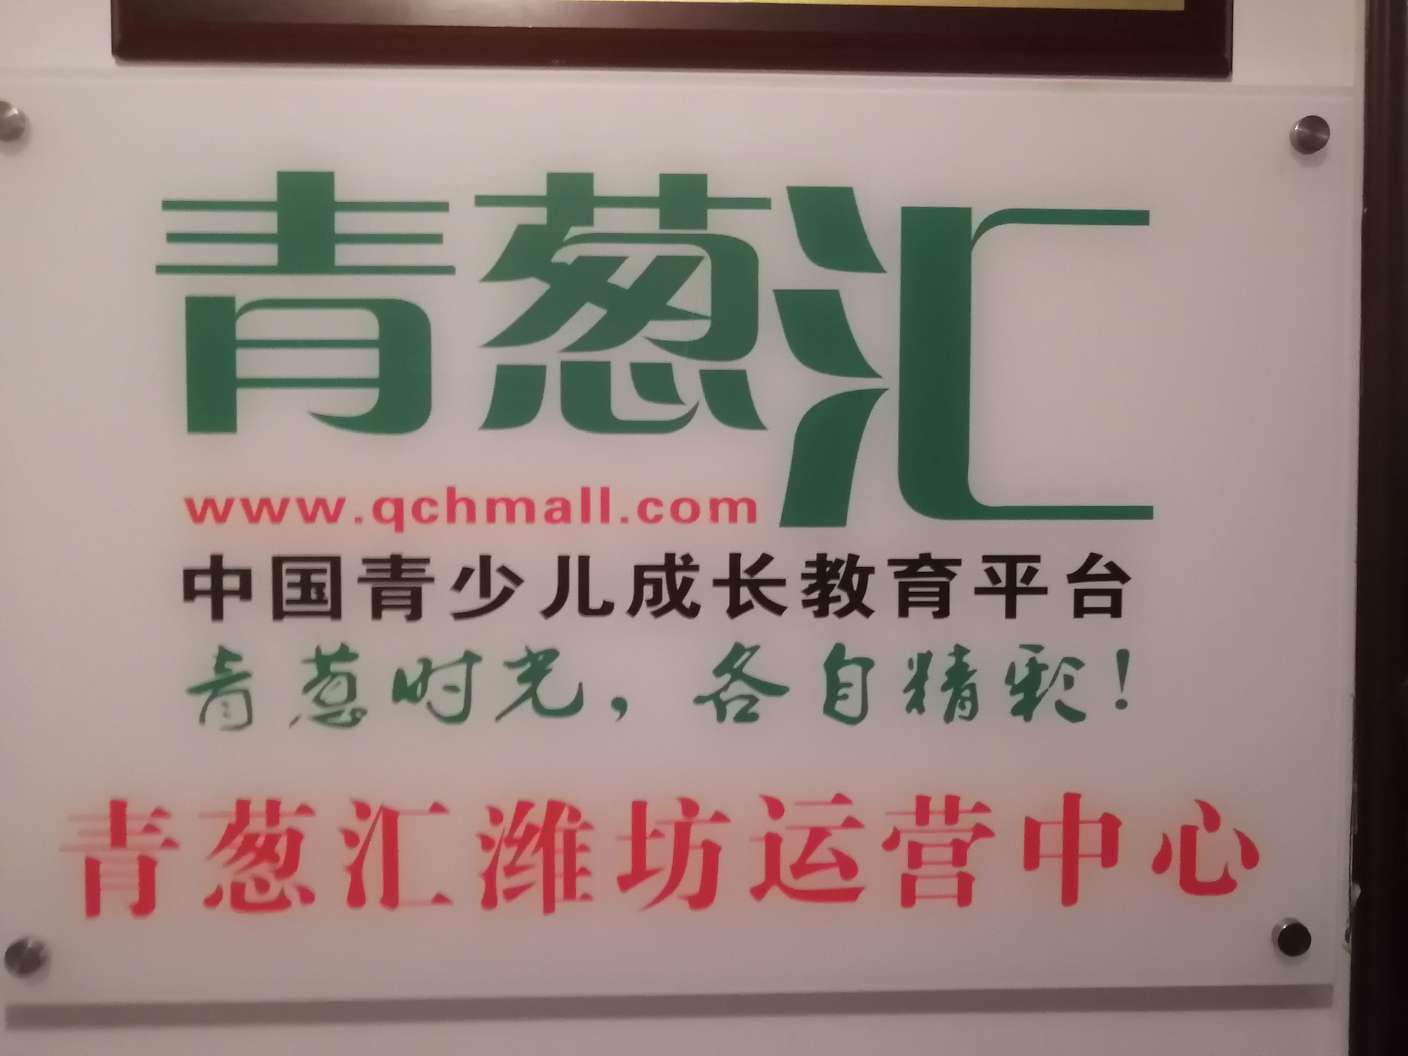 青葱汇
www.qchmall.com
中国青少儿成长教育平台
青葱时光，各自精彩！
青葱汇潍坊运营中心